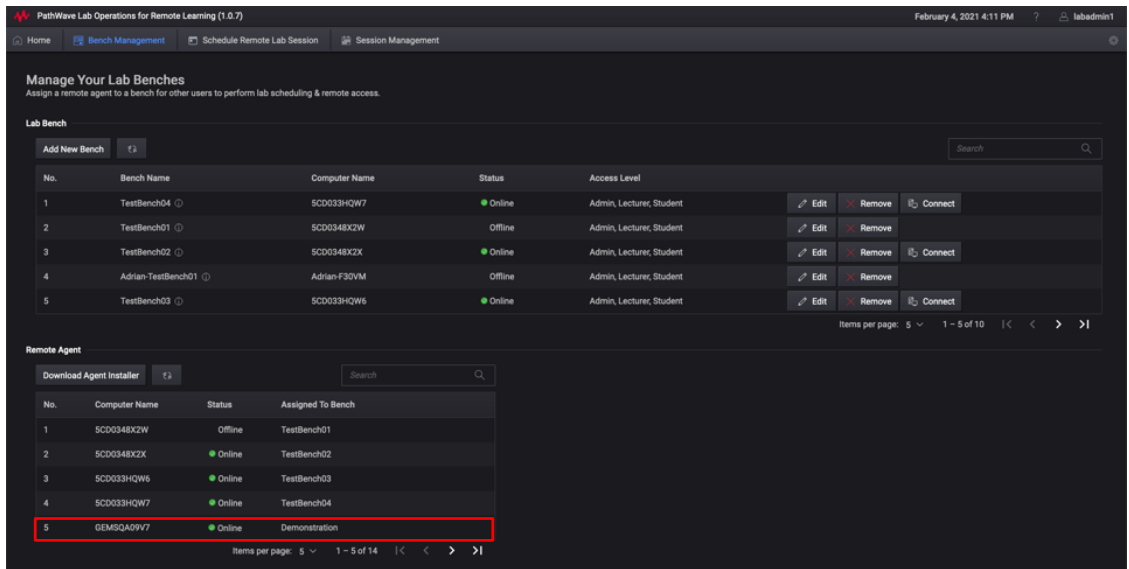 PathWave Lab Operations for Remote Learning (1.0.7) February 4, 2021 4:11 PM ? labadmin1
Home Bench Management Schedule Remote Lab Session Session Management
Manage Your Lab Benches
Assign a remote agent to a bench for other users to perform lab scheduling & remote access.
Lab Bench
Add New Bench Search
No. Bench Name Computer Name Status Access Level
1 TestBench04 5CD033HQW7 Online Admin, Lecturer, Student Edit Remove Connect
2 TestBench01 5CD0348X2W Offline Admin, Lecturer, Student Edit Remove
3 TestBench02 5CD0348X2X Online Admin, Lecturer, Student Edit Remove Connect
4 Adrian-TestBench01 Adrian-F30VM Offline Admin, Lecturer, Student Edit Remove
5 TestBench03 5CD033HQW6 Online Admin, Lecturer, Student Edit Remove Connect
Items per page: 5 1 – 5 of 10
Remote Agent
Download Agent Installer Search
No. Computer Name Status Assigned To Bench
1 5CD0348X2W Offline TestBench01
2 5CD0348X2X Online TestBench02
3 5CD033HQW6 Online TestBench03
4 5CD033HQW7 Online TestBench04
5 GEMSQA09V7 Online Demonstration
Items per page: 5 1 – 5 of 14